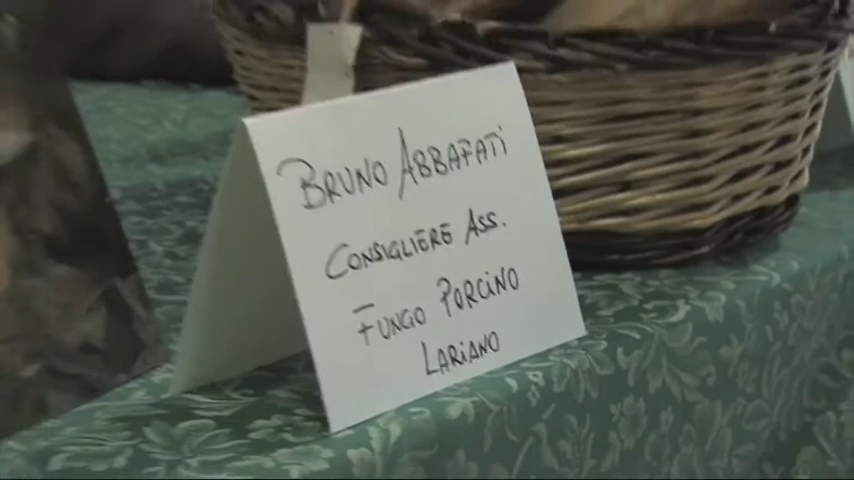 BRUNO ABBAFATI
CONSIGLIERE ASS.
FUNGO PORCINO
LARIANO